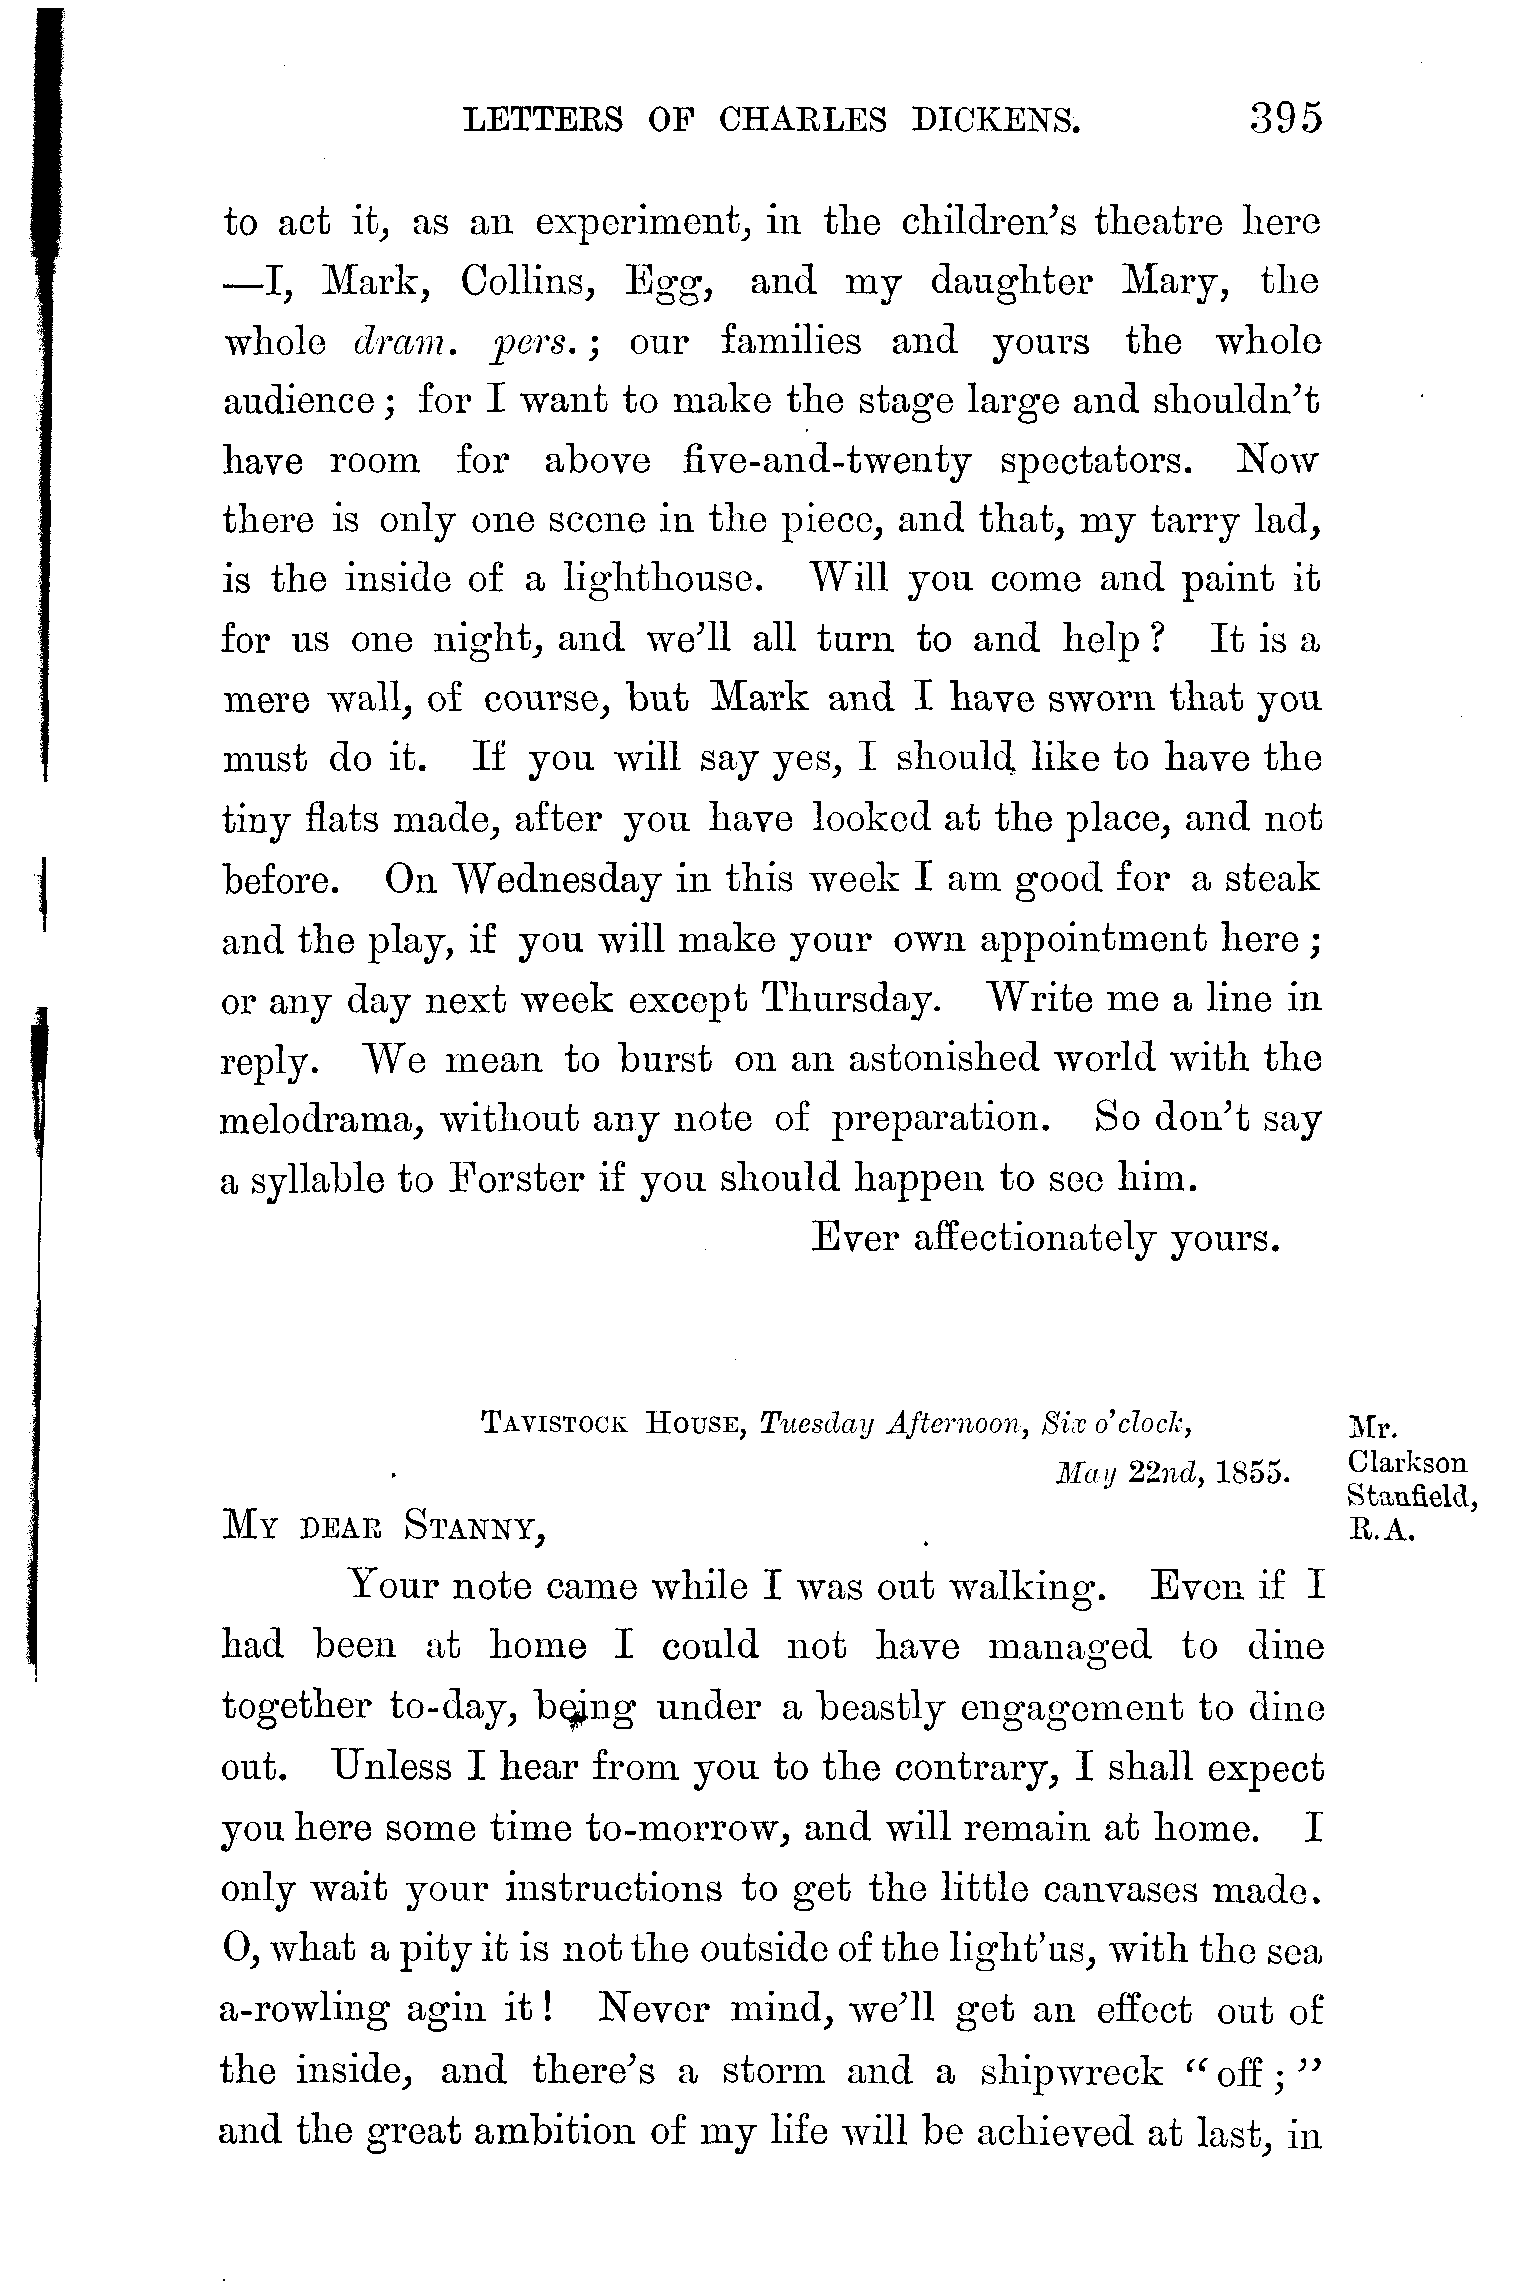 LETTERS OF CHARLES DICKENS. 395
to act it, as an experiment, in the children's theatre here
—I, Mark, Collins, Egg, and my daughter Mary, the
whole dram. pers.; our families and yours the whole
audience; for I want to make the stage large and shouldn't
have room for above five-and-twenty spectators. Now
there is only one scene in the piece, and that, my tarry lad,
is the inside of a lighthouse. Will you come and paint it
for us one night, and we'll all turn to and help? It is a
mere wall, of course, but Mark and I have sworn that you
must do it. If you will say yes, I should like to have the
tiny flats made, after you have looked at the place, and not
before. On Wednesday in this week I am good for a steak
and the play, if you will make your own appointment here;
or any day next week except Thursday. Write me a line in
reply. We mean to burst on an astonished world with the
melodrama, without any note of preparation. So don't say
a syllable to Forster if you should happen to see him.
Ever affectionately yours.
TAVISTOCK HOUSE, Tuesday Afternoon, Six o'clock,
May 22nd, 1855.
Mr.
Clarkson
Stanfield,
R.A.
MY DEAR STANNY,
Your note came while I was out walking. Even if I
had been at home I could not have managed to dine
together to-day, being under a beastly engagement to dine
out. Unless I hear from you to the contrary, I shall expect
you here some time to-morrow, and will remain at home. I
only wait your instructions to get the little canvases made.
O, what a pity it is not the outside of the light'us, with the sea
a-rowling agin it! Never mind, we'll get an effect out of
the inside, and there's a storm and a shipwreck "off;"
and the great ambition of my life will be achieved at last, in